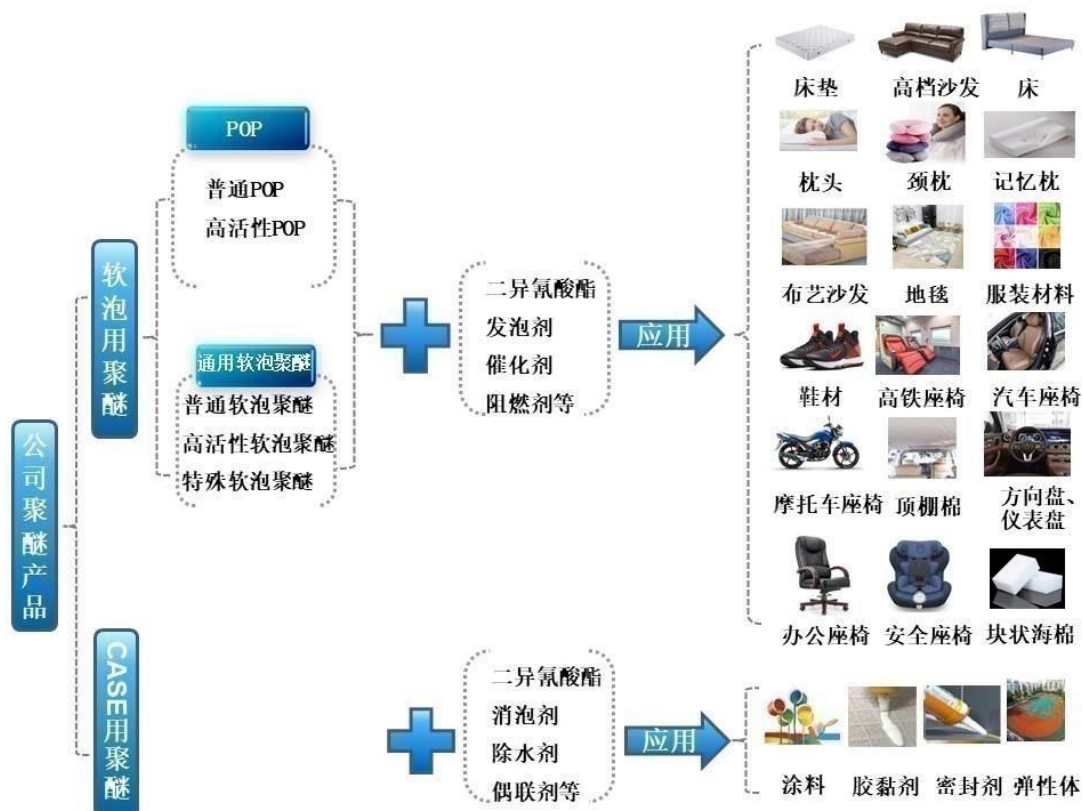 公司聚醚产品
软泡用聚醚
POP
普通POP
高活性POP
通用软泡聚醚
普通软泡聚醚
高活性软泡聚醚
特殊软泡聚醚
二异氰酸酯
发泡剂
催化剂
阻燃剂等
应用
床垫 高档沙发 床
枕头 颈枕 记忆枕
布艺沙发 地毯 服装材料
鞋材 高铁座椅 汽车座椅
摩托车座椅 顶棚棉 方向盘、
仪表盘
办公座椅 安全座椅 块状海棉
CASE用聚醚
二异氰酸酯
消泡剂
除水剂
偶联剂等
应用
涂料 胶黏剂 密封剂 弹性体